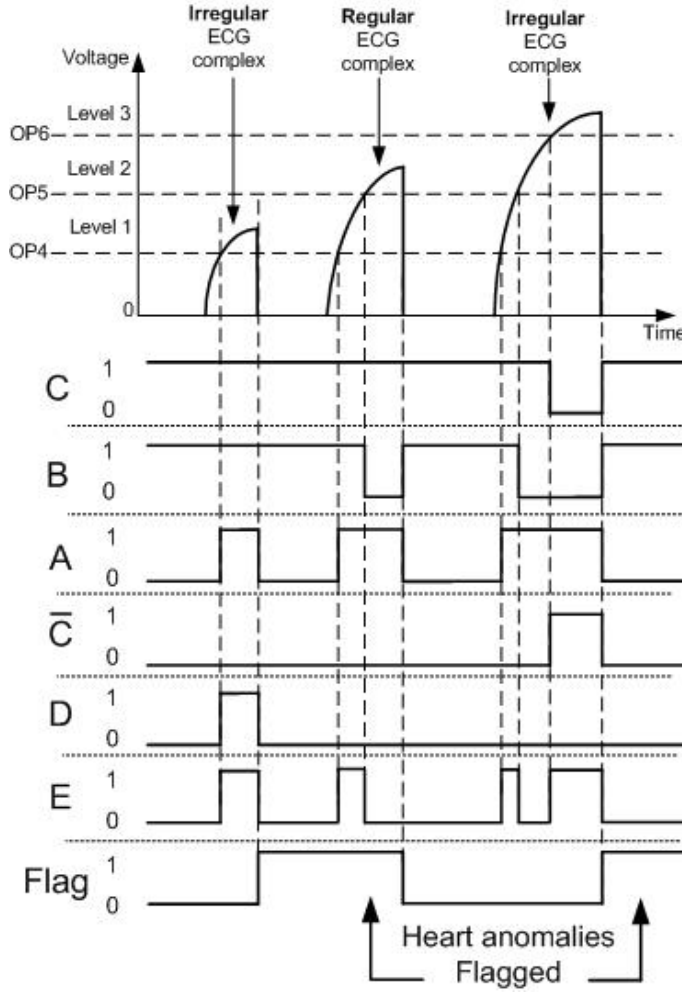 Irregular
ECG
complex
Regular
ECG
complex
Irregular
ECG
complex
Voltage
Level 3
OP6
Level 2
OP5
Level 1
OP4
0
Time
C 1 0
B 1 0
A 1 0
C̅ 1 0
D 1 0
E 1 0
Flag 1 0
Heart anomalies
Flagged